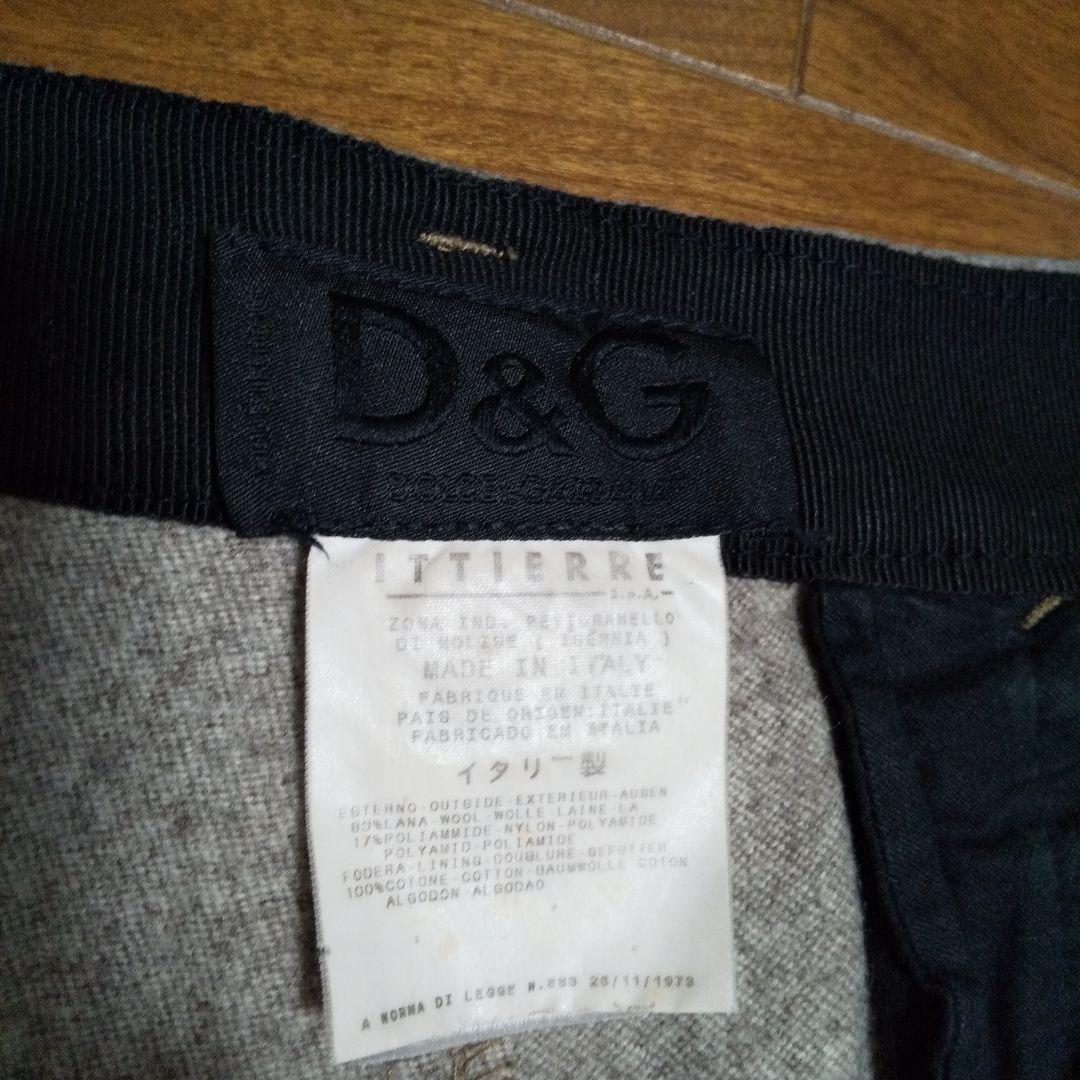 D&G
DOLCE & GABBANA
ITTIERRE
S.p.A.
ZONA IND. PETTORANELLO
DI MOLISE ( ISERNIA )
MADE IN ITALY
FABRIQUE EN ITALIE
PAIS DE ORIGEN:ITALIE"
FABRICADO EM ITALIA
イタリー製
ESTERNO-OUTSIDE-EXTERIEUR-AUSEN
83%LANA-WOOL-WOLLE-LAINE-LA
17%POLIAMMIDE-NYLON-POLYAMIDE
POLYAMID-POLIAMIDE
FODERA-LINING-DOUBLURE-GEFUTTER
100%COTONE-COTTON-BAUMWOLLE COTON
ALGODON-ALGODAO
A NORMA DI LEGGE N.883 26/11/1973